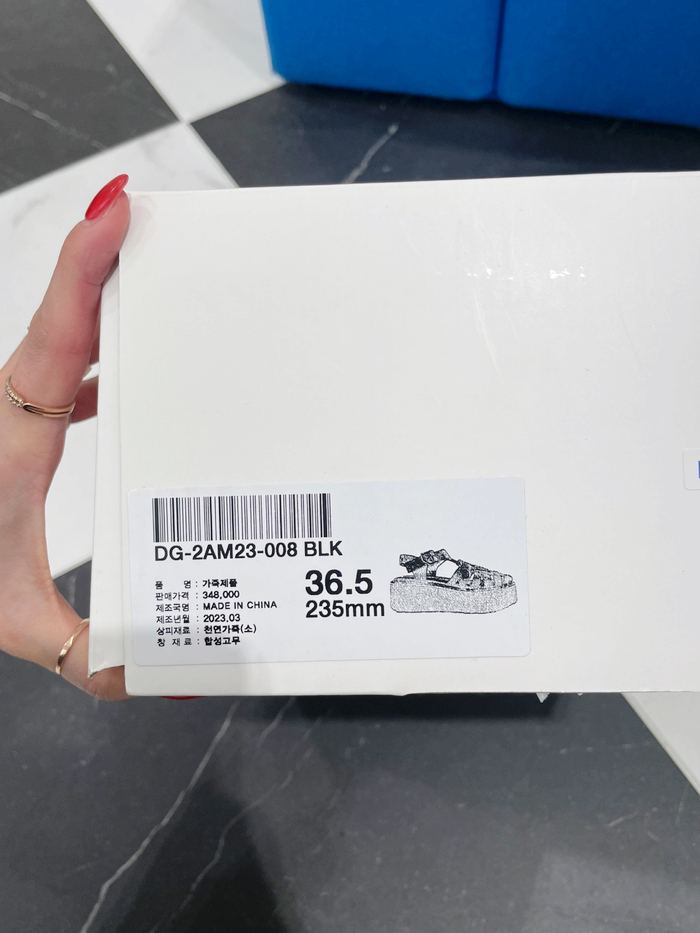 DG-2AM23-008 BLK
품 명 : 가죽제품
판매가격 : 348,000
제조국명 : MADE IN CHINA
제조년월 : 2023.03
상피재료 : 천연가죽(소)
창 재 료 : 합성고무
36.5
235mm